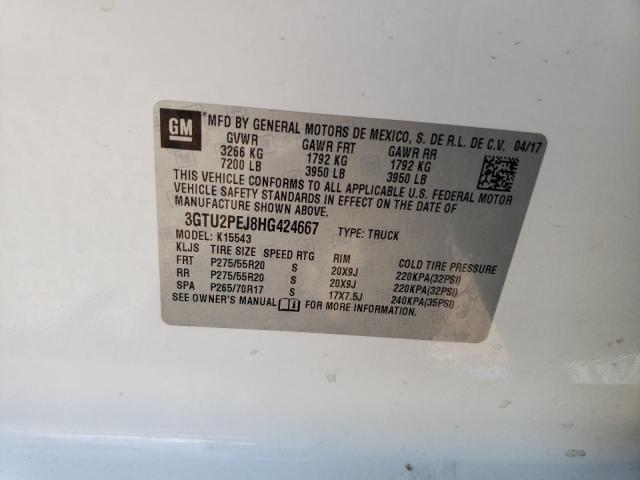 GM
MFD BY GENERAL MOTORS DE MEXICO, S. DE R.L. DE C.V. 04/17
GVWR GAWR FRT GAWR RR
3266 KG 1792 KG 1792 KG
7200 LB 3950 LB 3950 LB
THIS VEHICLE CONFORMS TO ALL APPLICABLE U.S. FEDERAL MOTOR
VEHICLE SAFETY STANDARDS IN EFFECT ON THE DATE OF
MANUFACTURE SHOWN ABOVE.
3GTU2PEJ8HG424667 TYPE: TRUCK
MODEL: K15543
KLJS TIRE SIZE SPEED RTG RIM COLD TIRE PRESSURE
FRT P275/55R20 S 20X9J 220KPA(32PSI)
RR P275/55R20 S 20X9J 220KPA(32PSI)
SPA P265/70R17 S 17X7.5J 240KPA(35PSI)
SEE OWNER'S MANUAL i FOR MORE INFORMATION.